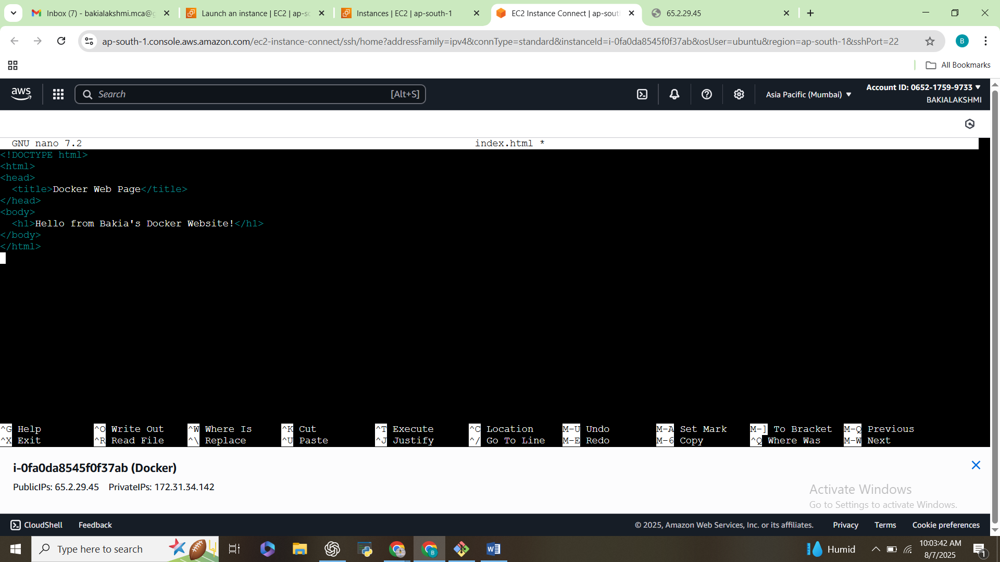 Inbox (7) - bakialakshmi.mca@g
Launch an instance | EC2 | ap-so
Instances | EC2 | ap-south-1
EC2 Instance Connect | ap-sout
65.2.29.45
ap-south-1.console.aws.amazon.com/ec2-instance-connect/ssh/home?addressFamily=ipv4&connType=standard&instanceId=i-0fa0da8545f0f37ab&osUser=ubuntu&region=ap-south-1&sshPort=22
B
All Bookmarks
aws
Search
[Alt+S]
Asia Pacific (Mumbai)
Account ID: 0652-1759-9733
BAKIALAKSHMI
GNU nano 7.2 index.html *
<!DOCTYPE html>
<html>
<head>
  <title>Docker Web Page</title>
</head>
<body>
  <h1>Hello from Bakia's Docker Website!</h1>
</body>
</html>
^G Help ^O Write Out ^W Where Is ^K Cut ^T Execute ^C Location M-U Undo M-A Set Mark M-] To Bracket M-Q Previous
^X Exit ^R Read File ^\ Replace ^U Paste ^J Justify ^/ Go To Line M-E Redo M-6 Copy ^Q Where Was M-W Next
i-0fa0da8545f0f37ab (Docker)
PublicIPs: 65.2.29.45 PrivateIPs: 172.31.34.142
Activate Windows
Go to Settings to activate Windows.
CloudShell Feedback © 2025, Amazon Web Services, Inc. or its affiliates. Privacy Terms Cookie preferences
Type here to search
B
Humid
10:03:42 AM
8/7/2025
1